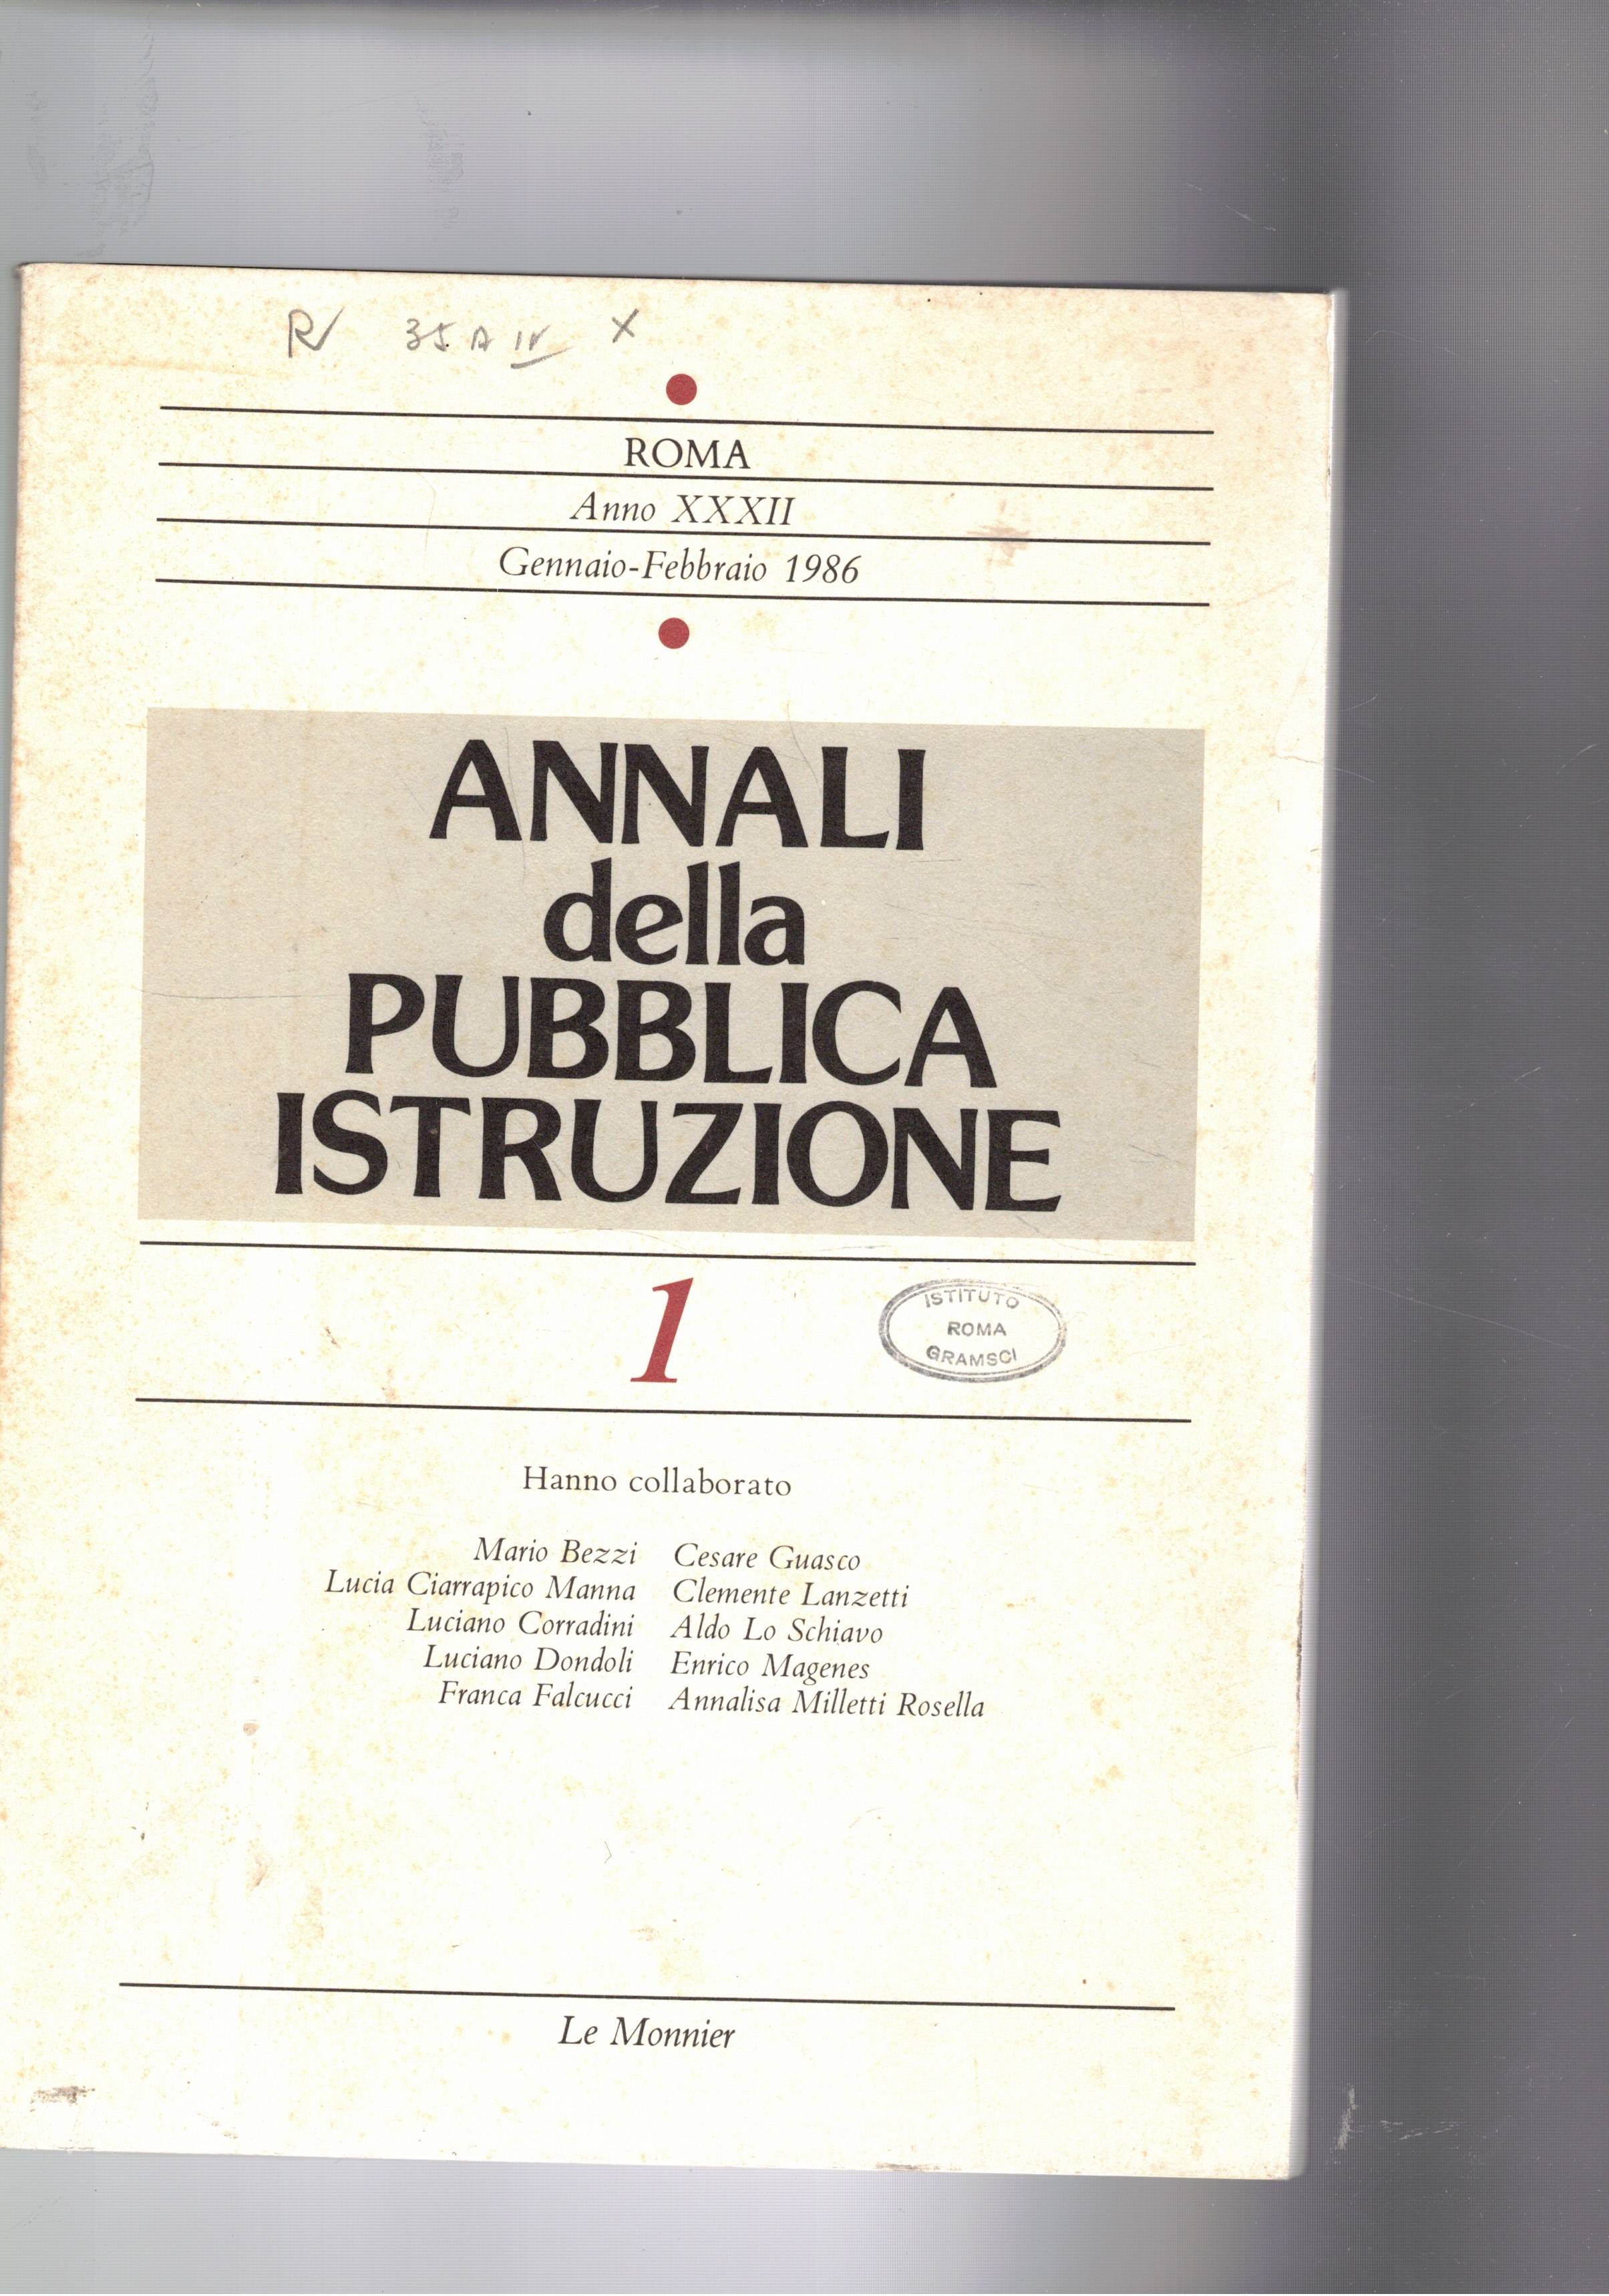 R 35 A IV X
ROMA
Anno XXXII
Gennaio-Febbraio 1986
ANNALI
della
PUBBLICA
ISTRUZIONE
1
ISTITUTO
ROMA
GRAMSCI
Hanno collaborato
Mario Bezzi Cesare Guasco
Lucia Ciarrapico Manna Clemente Lanzetti
Luciano Corradini Aldo Lo Schiavo
Luciano Dondoli Enrico Magenes
Franca Falcucci Annalisa Milletti Rosella
Le Monnier